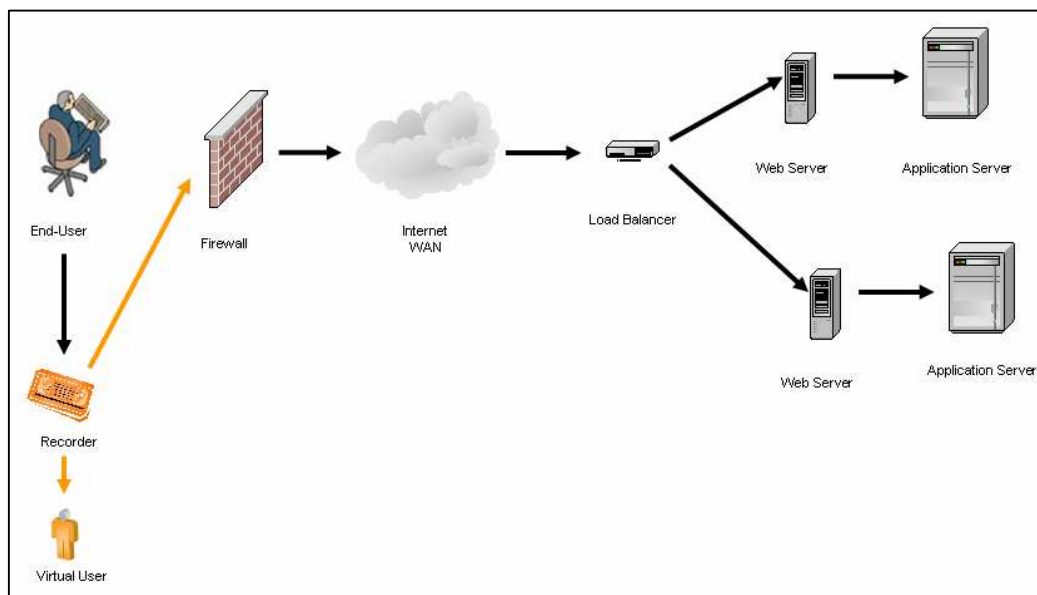 Web Server
Application Server
End-User
Firewall
Internet
WAN
Load Balancer
Web Server
Application Server
Recorder
Virtual User